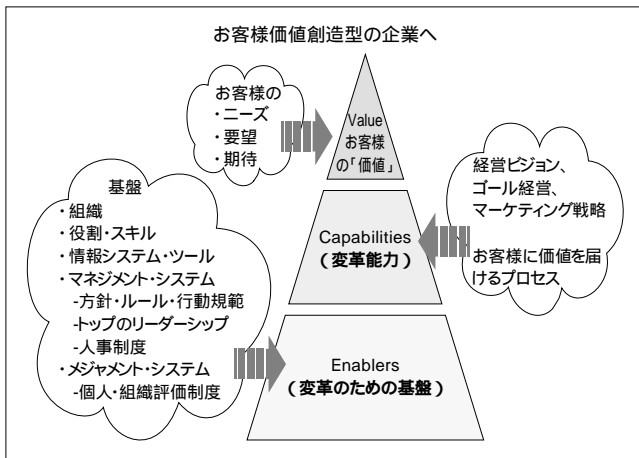 お客様価値創造型の企業へ
お客様の
・ニーズ
・要望
・期待
Value
お客様
の「価値」
基盤
・組織
・役割・スキル
・情報システム・ツール
・マネジメント・システム
-方針・ルール・行動規範
-トップのリーダーシップ
-人事制度
・メジャメント・システム
-個人・組織評価制度
Capabilities
(変革能力)
経営ビジョン、
ゴール経営、
マーケティング戦略
お客様に価値を届
けるプロセス
Enablers
(変革のための基盤)